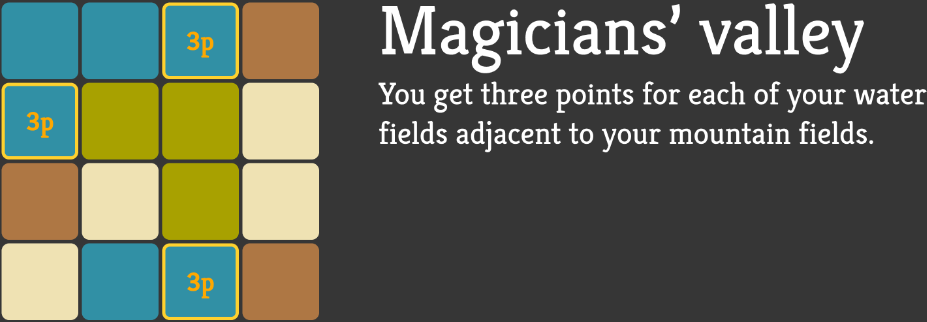 Magicians’ valley
You get three points for each of your water
fields adjacent to your mountain fields.
3p
3p
3p